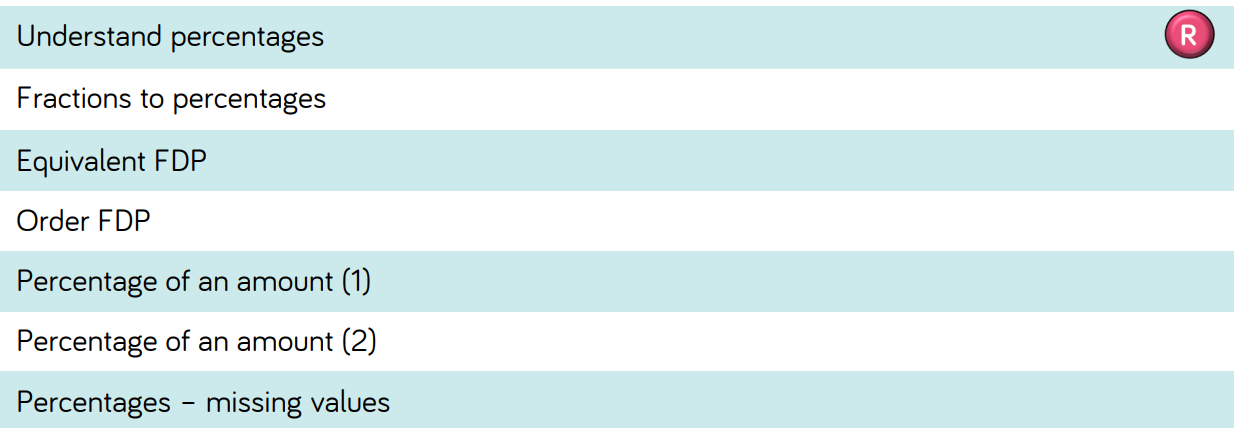 Understand percentages R
Fractions to percentages
Equivalent FDP
Order FDP
Percentage of an amount (1)
Percentage of an amount (2)
Percentages – missing values